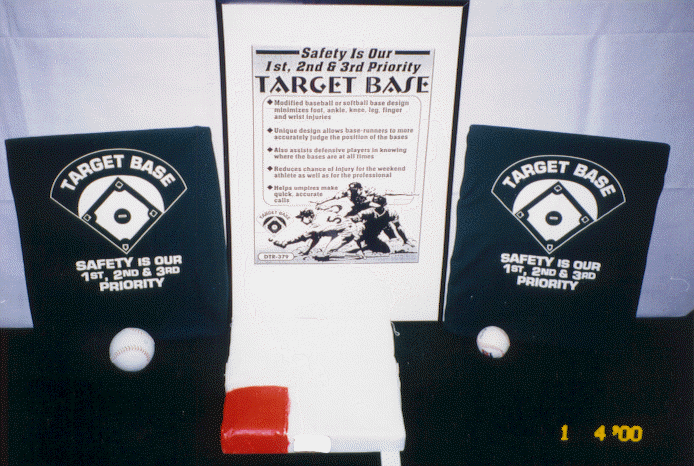 Safety Is Our
1st, 2nd & 3rd Priority
TARGET BASE
Modified baseball or softball base design
minimizes foot, ankle, knee, leg, finger
and wrist injuries
Unique design allows base-runners to more
accurately judge the position of the bases
Also assists defensive players in knowing
where the bases are at all times
Reduces chance of injury for the weekend
athlete as well as for the professional
Helps umpires make
quick, accurate
calls
TARGET BASE
DTR-379
TARGET BASE
SAFETY IS OUR
1ST, 2ND & 3RD
PRIORITY
TARGET BASE
SAFETY IS OUR
1ST, 2ND & 3RD
PRIORITY
1 4 '00